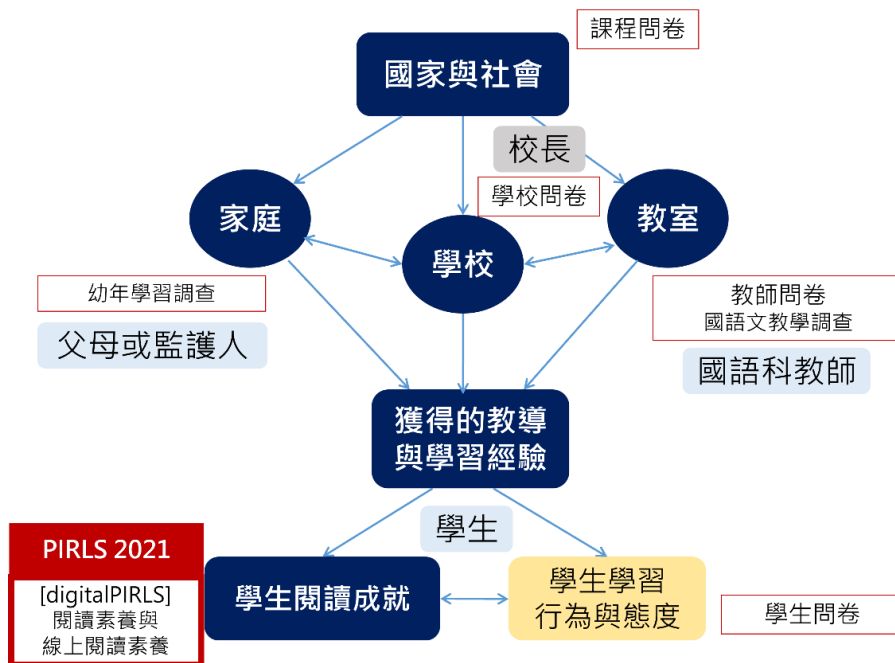 課程問卷
國家與社會
校長
學校問卷
家庭
學校
教室
幼年學習調查
父母或監護人
教師問卷
國語文教學調查
國語科教師
獲得的教導
與學習經驗
學生
PIRLS 2021
[digitalPIRLS]
閱讀素養與
線上閱讀素養
學生閱讀成就
學生學習
行為與態度
學生問卷